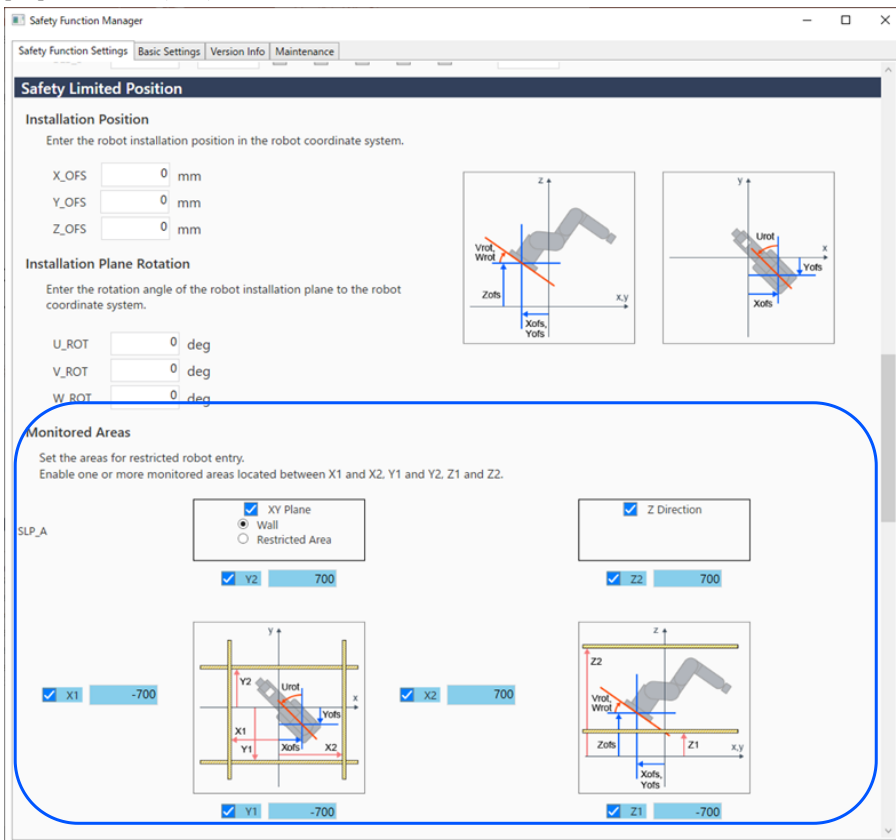 Safety Function Manager
Safety Function Settings Basic Settings Version Info Maintenance
Safety Limited Position
Installation Position
Enter the robot installation position in the robot coordinate system.
X_OFS 0 mm
Y_OFS 0 mm
Z_OFS 0 mm
z
Vrot,
Wrot
Zofs
x,y
Xofs,
Yofs
y
Urot
x
Yofs
Xofs
Installation Plane Rotation
Enter the rotation angle of the robot installation plane to the robot
coordinate system.
U_ROT 0 deg
V_ROT 0 deg
W_ROT 0 deg
Monitored Areas
Set the areas for restricted robot entry.
Enable one or more monitored areas located between X1 and X2, Y1 and Y2, Z1 and Z2.
SLP_A
XY Plane
Wall
Restricted Area
Z Direction
Y2 700
Z2 700
X1 -700
y
Y2
Urot
x
Yofs
X1
Y1
Xofs
X2
X2 700
z
Z2
Vrot,
Wrot
Zofs
Z1
x,y
Xofs,
Yofs
Y1 -700
Z1 -700